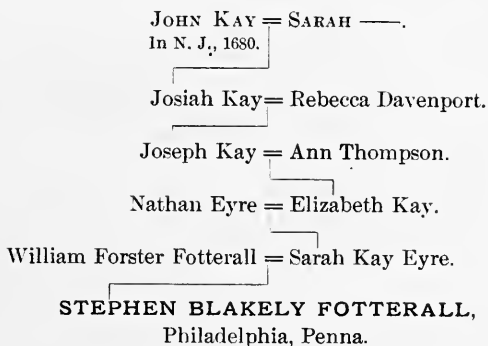 JOHN KAY = SARAH ——.
In N. J., 1680.
Josiah Kay = Rebecca Davenport.
Joseph Kay = Ann Thompson.
Nathan Eyre = Elizabeth Kay.
William Forster Fotterall = Sarah Kay Eyre.
STEPHEN BLAKELY FOTTERALL,
Philadelphia, Penna.